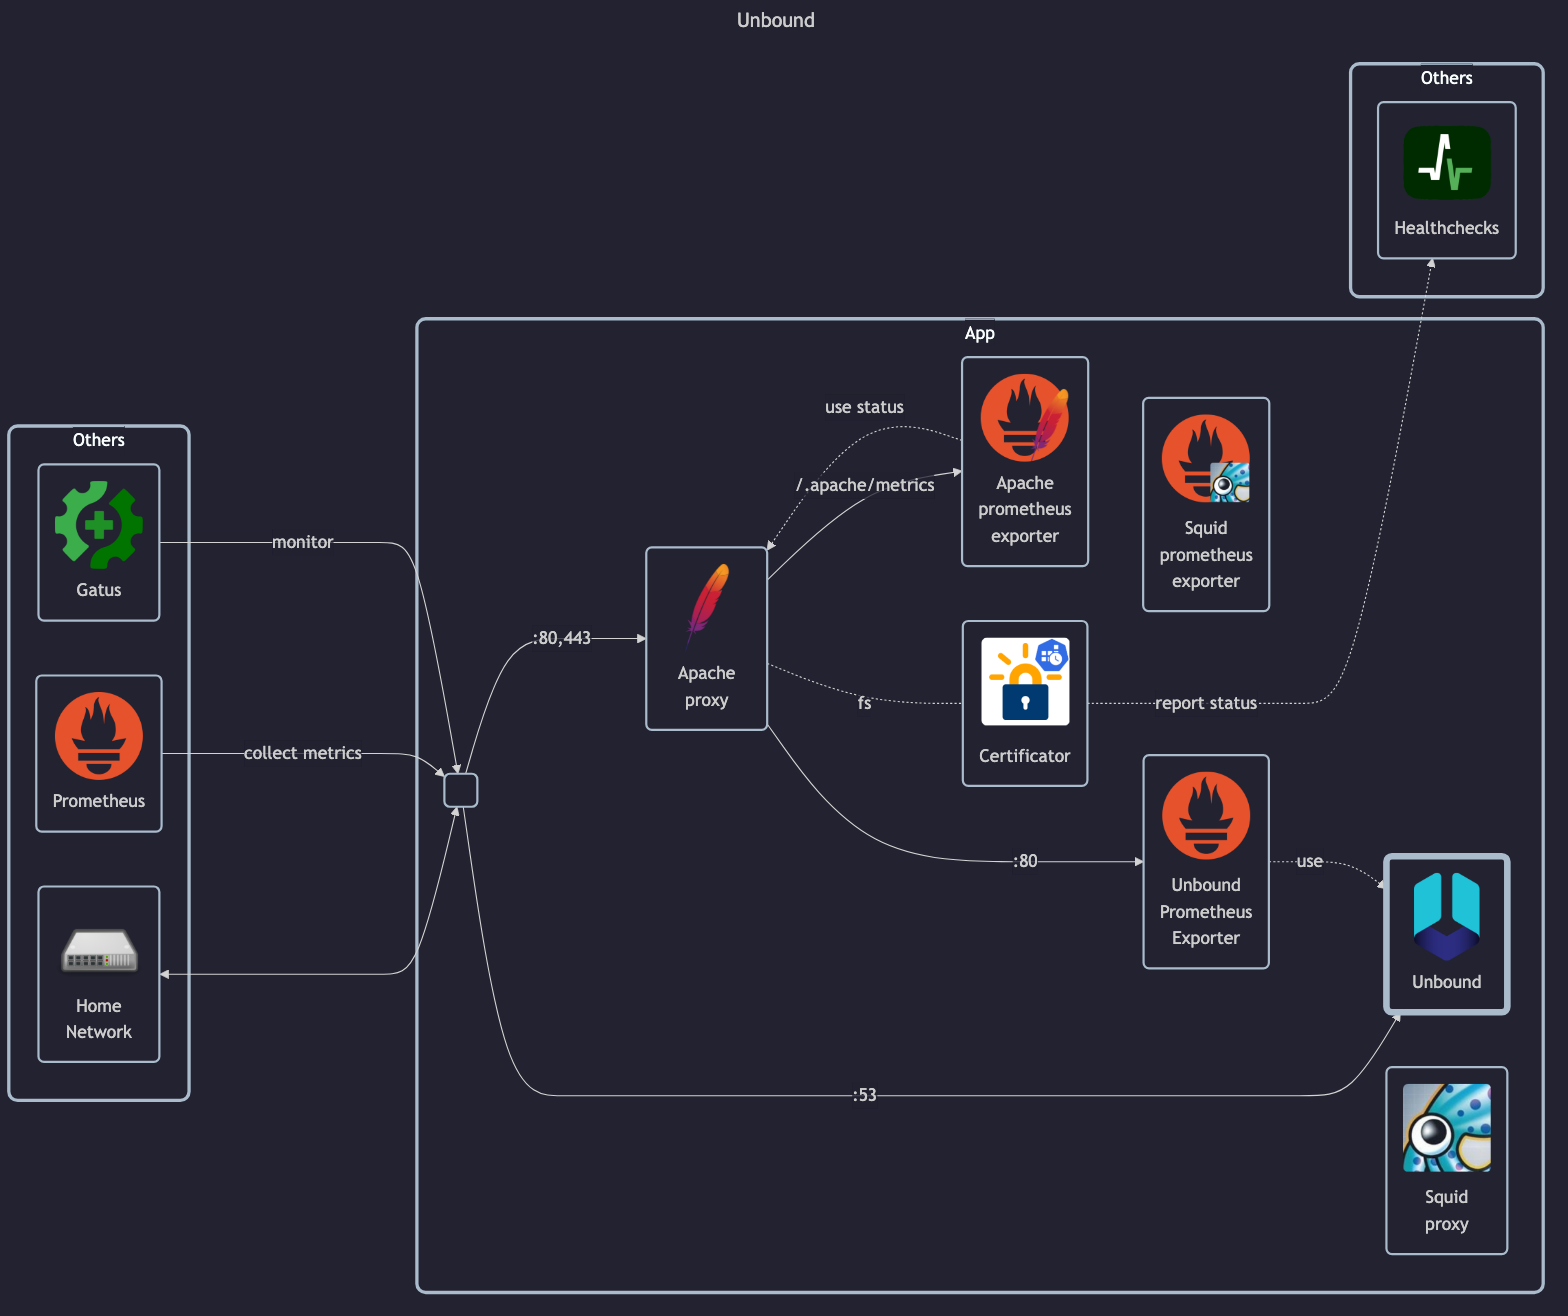 Unbound
Others
Healthchecks
App
use status
/.apache/metrics
Apache
prometheus
exporter
Squid
prometheus
exporter
Others
Gatus
monitor
:80,443
Apache
proxy
fs
Certificator
report status
Prometheus
collect metrics
:80
Unbound
Prometheus
Exporter
use
Unbound
Home
Network
:53
Squid
proxy